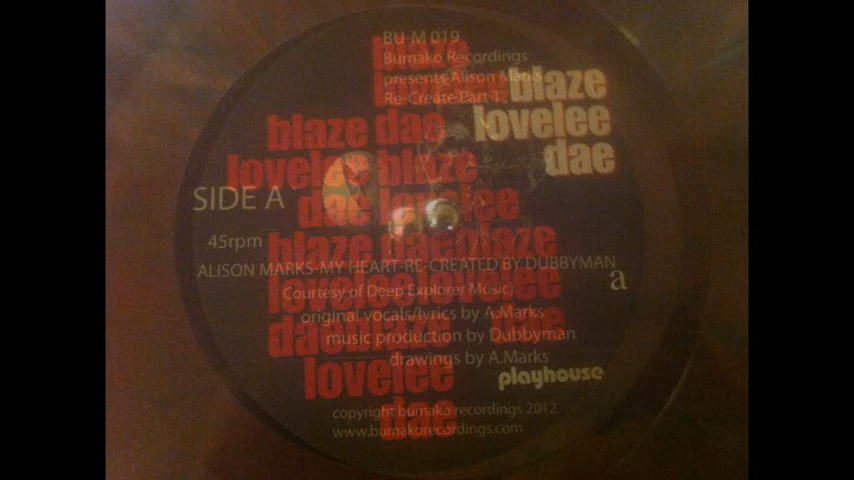 BU-M 019
Bumako Recordings
presents Alison Marks
Re-Create Part 1
blaze
lovelee
dae
blaze
lovelee
blaze dae
lovelee blaze
dae lovelee
blaze daeblaze
loveleelovelee
daeblaze dae
lovelee
dae
SIDE A
45rpm
ALISON MARKS-MY HEART-RE-CREATED BY DUBBYMAN
a
(Courtesy of Deep Explorer Music)
original vocals/lyrics by A.Marks
music production by Dubbyman
drawings by A.Marks
playhouse
copyright bumako recordings 2012
www.bumakorecordings.com